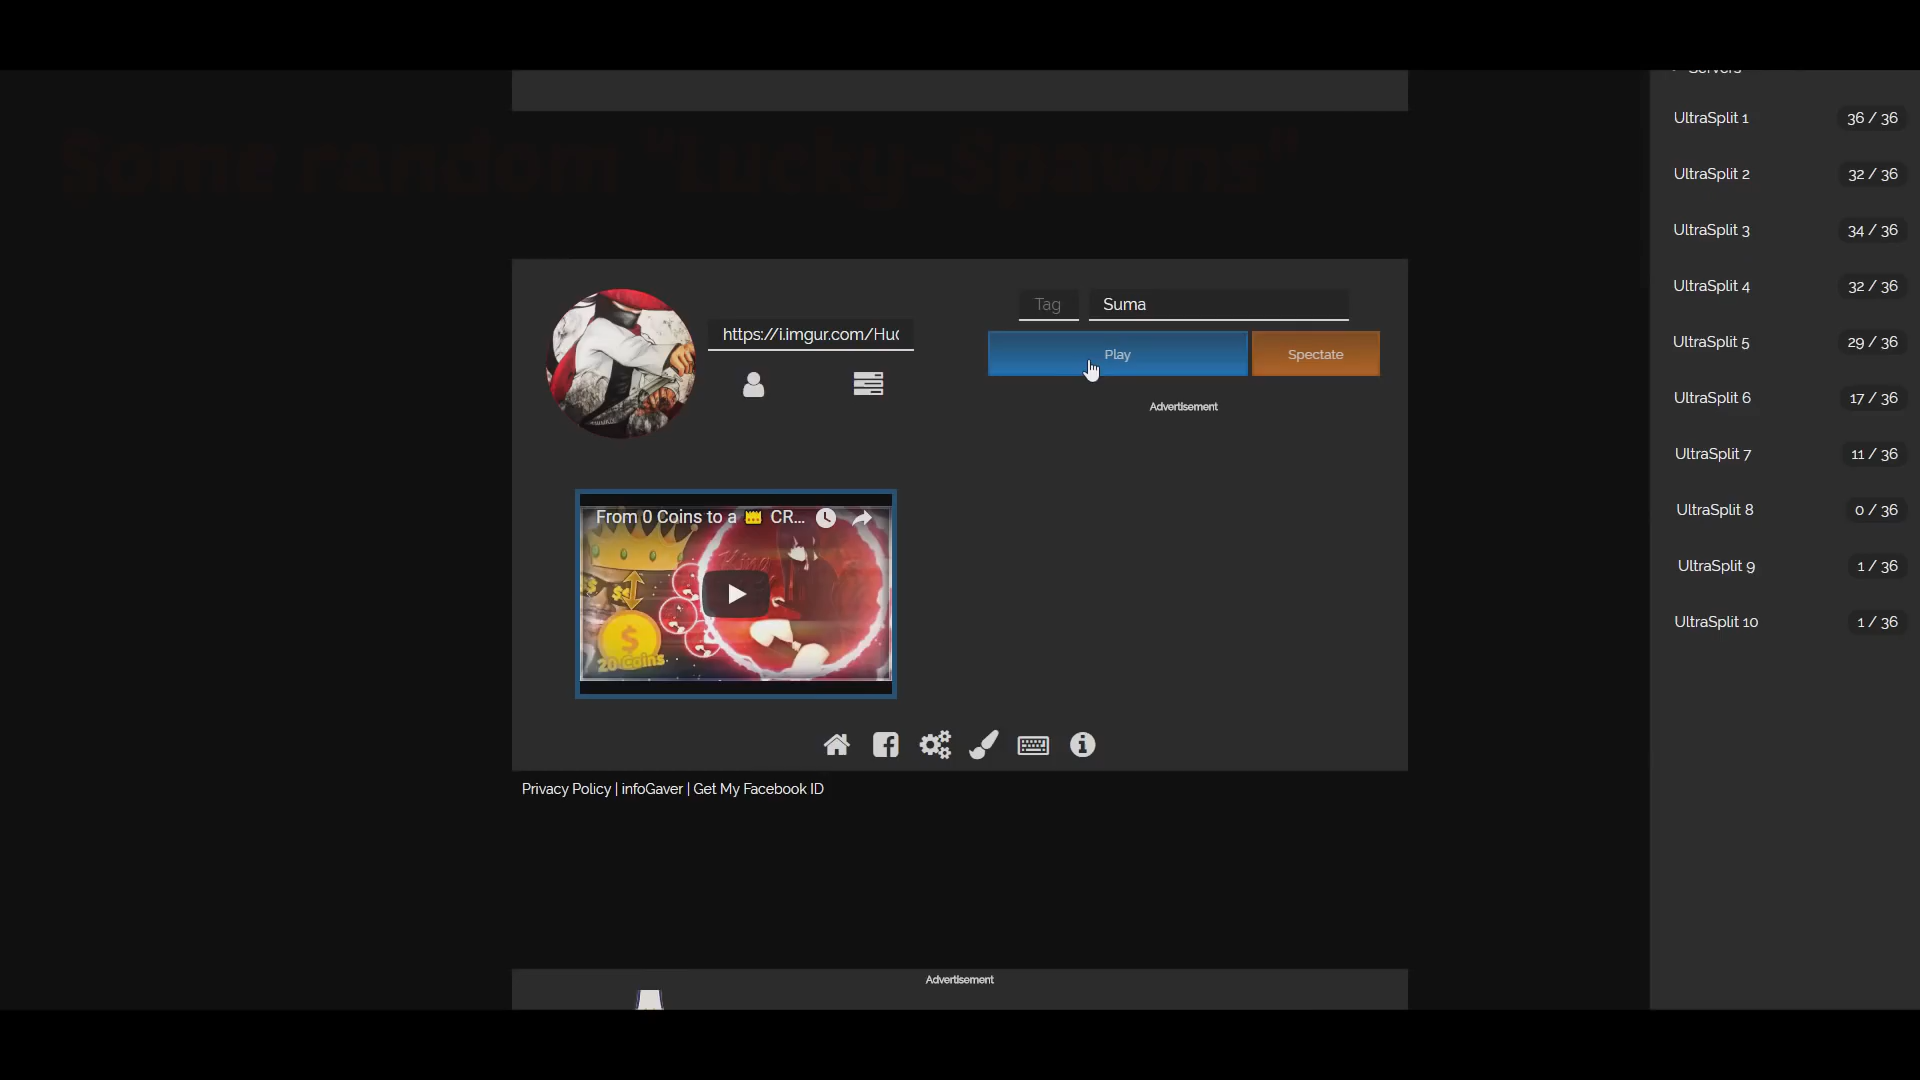 Servers
UltraSplit 1 36 / 36
Some random "Lucky-Spawns"
UltraSplit 2 32 / 36
UltraSplit 3 34 / 36
UltraSplit 4 32 / 36
Tag Suma
https://i.imgur.com/Hu
UltraSplit 5 29 / 36
Play Spectate
UltraSplit 6 17 / 36
Advertisement
UltraSplit 7 11 / 36
UltraSplit 8 0 / 36
From 0 Coins to a 👑 CR...
UltraSplit 9 1 / 36
UltraSplit 10 1 / 36
$
20 Coins
Privacy Policy | infoGaver | Get My Facebook ID
Advertisement